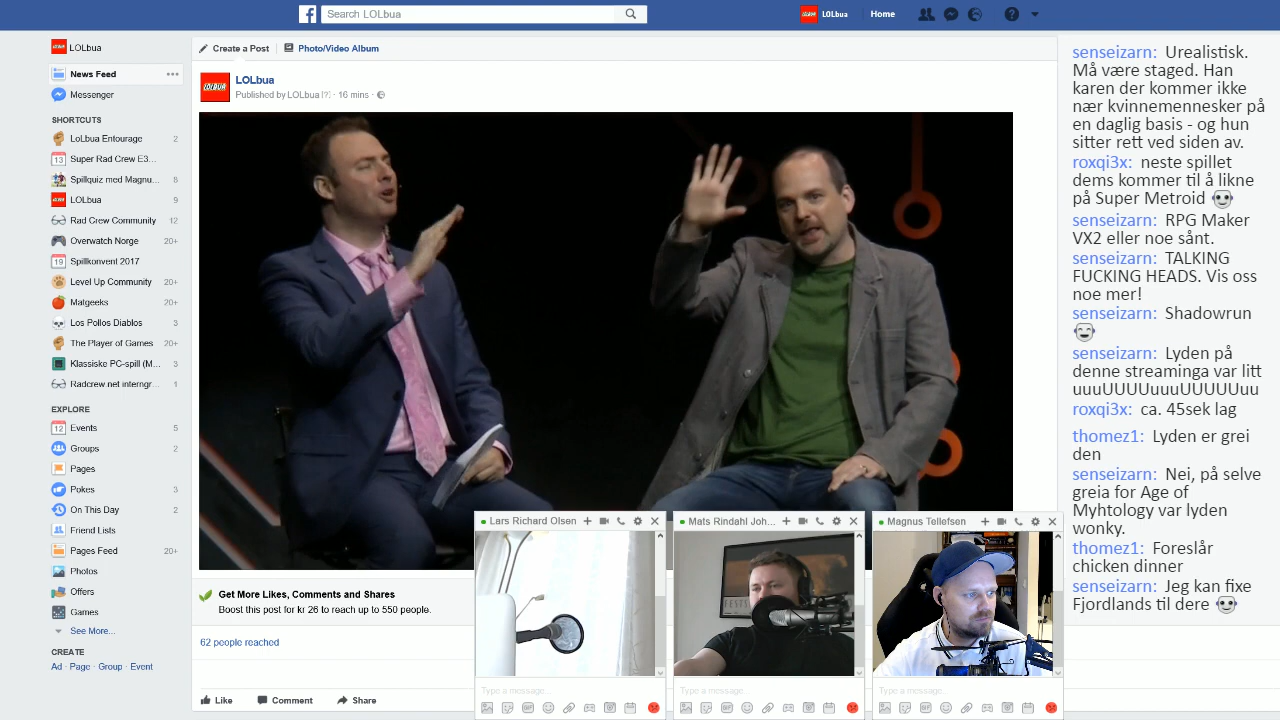 Search LOLbua
LOLbua
Home
LOLbua
News Feed
Messenger
SHORTCUTS
LoLbua Entourage 2
Super Rad Crew E3...
Spillquiz med Magnu... 8
LOLbua 9
Rad Crew Community 12
Overwatch Norge 20+
Spillkonvent 2017
Level Up Community 20+
Matgeeks 20+
Los Pollos Diablos 3
The Player of Games 20+
Klassiske PC-spill (M... 3
Radcrew.net interngr... 1
EXPLORE
Events 5
Groups 2
Pages
Pokes 3
On This Day 2
Friend Lists
Pages Feed 20+
Photos
Offers
Games
See More...
CREATE
Ad · Page · Group · Event
Create a Post
Photo/Video Album
LOLbua
Published by LOLbua [?] · 16 mins ·
Get More Likes, Comments and Shares
Boost this post for kr 26 to reach up to 550 people.
62 people reached
Like Comment Share
Lars Richard Olsen
Type a message...
Mats Rindahl Joh...
Type a message...
Magnus Tellefsen
Type a message...
senseizarn: Urealistisk.
Må være staged. Han
karen der kommer ikke
nær kvinnemennesker på
en daglig basis - og hun
sitter rett ved siden av.
roxqi3x: neste spillet
dems kommer til å likne
på Super Metroid
senseizarn: RPG Maker
VX2 eller noe sånt.
senseizarn: TALKING
FUCKING HEADS. Vis oss
noe mer!
senseizarn: Shadowrun
senseizarn: Lyden på
denne streaminga var litt
uuuUUUUuuuUUUUUuu
roxqi3x: ca. 45sek lag
thomez1: Lyden er grei
den
senseizarn: Nei, på selve
greia for Age of
Myhtology var lyden
wonky.
thomez1: Foreslår
chicken dinner
senseizarn: Jeg kan fixe
Fjordlands til dere